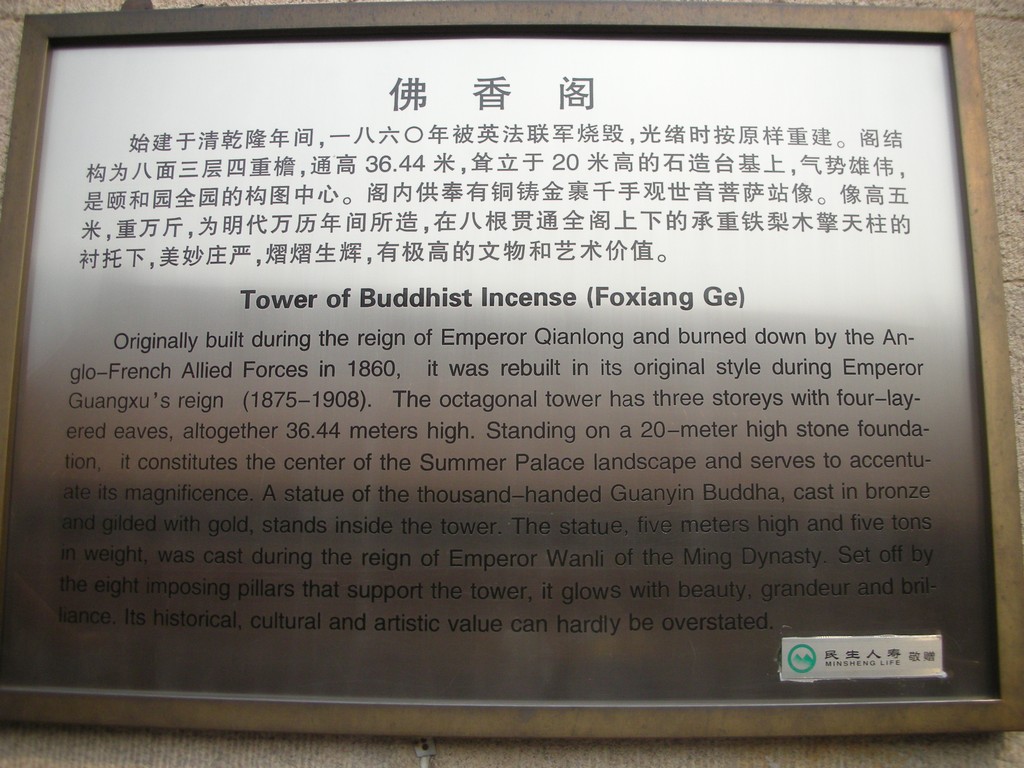 佛香阁
始建于清乾隆年间,一八六〇年被英法联军烧毁,光绪时按原样重建。阁结
构为八面三层四重檐,通高 36.44 米,耸立于 20 米高的石造台基上,气势雄伟,
是颐和园全园的构图中心。阁内供奉有铜铸金裹千手观世音菩萨站像。像高五
米,重万斤,为明代万历年间所造,在八根贯通全阁上下的承重铁梨木擎天柱的
衬托下,美妙庄严,熠熠生辉,有极高的文物和艺术价值。
Tower of Buddhist Incense (Foxiang Ge)
Originally built during the reign of Emperor Qianlong and burned down by the An-
glo-French Allied Forces in 1860, it was rebuilt in its original style during Emperor
Guangxu's reign (1875-1908). The octagonal tower has three storeys with four-lay-
ered eaves, altogether 36.44 meters high. Standing on a 20-meter high stone founda-
tion, it constitutes the center of the Summer Palace landscape and serves to accentu-
ate its magnificence. A statue of the thousand-handed Guanyin Buddha, cast in bronze
and gilded with gold, stands inside the tower. The statue, five meters high and five tons
in weight, was cast during the reign of Emperor Wanli of the Ming Dynasty. Set off by
the eight imposing pillars that support the tower, it glows with beauty, grandeur and bril-
liance. Its historical, cultural and artistic value can hardly be overstated.
民生人寿 敬赠
MINSHENG LIFE